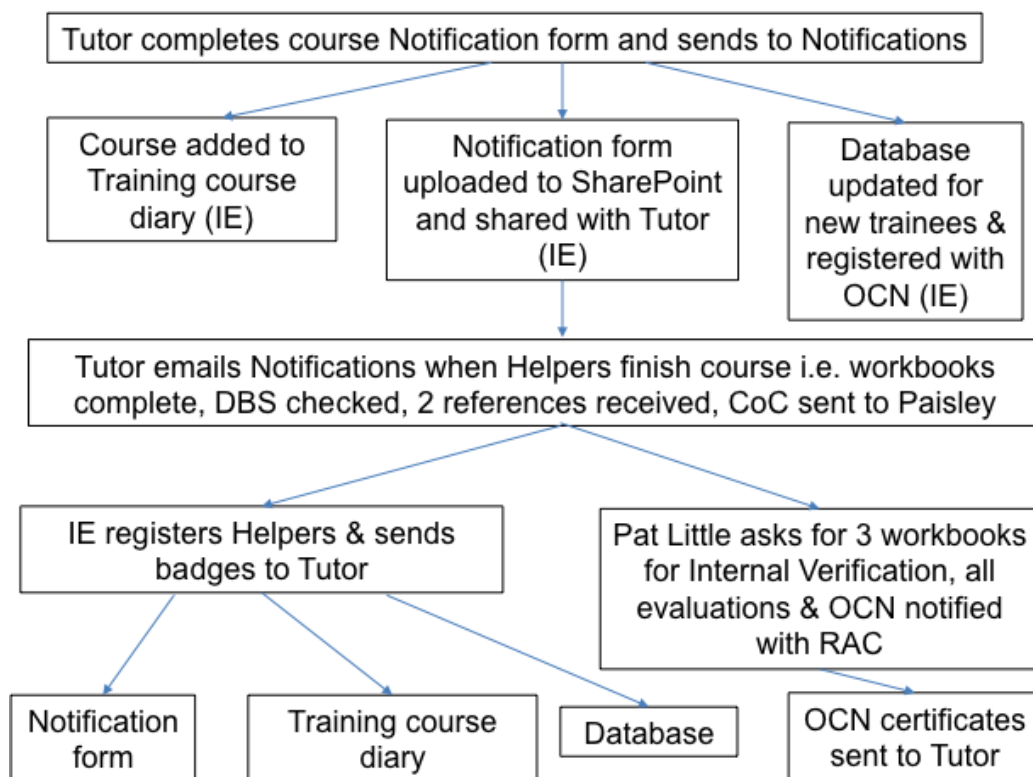 Tutor completes course Notification form and sends to Notifications
Course added to
Training course
diary (IE)
Notification form
uploaded to SharePoint
and shared with Tutor
(IE)
Database
updated for
new trainees &
registered with
OCN (IE)
Tutor emails Notifications when Helpers finish course i.e. workbooks
complete, DBS checked, 2 references received, CoC sent to Paisley
IE registers Helpers & sends
badges to Tutor
Pat Little asks for 3 workbooks
for Internal Verification, all
evaluations & OCN notified
with RAC
Notification
form
Training course
diary
Database
OCN certificates
sent to Tutor